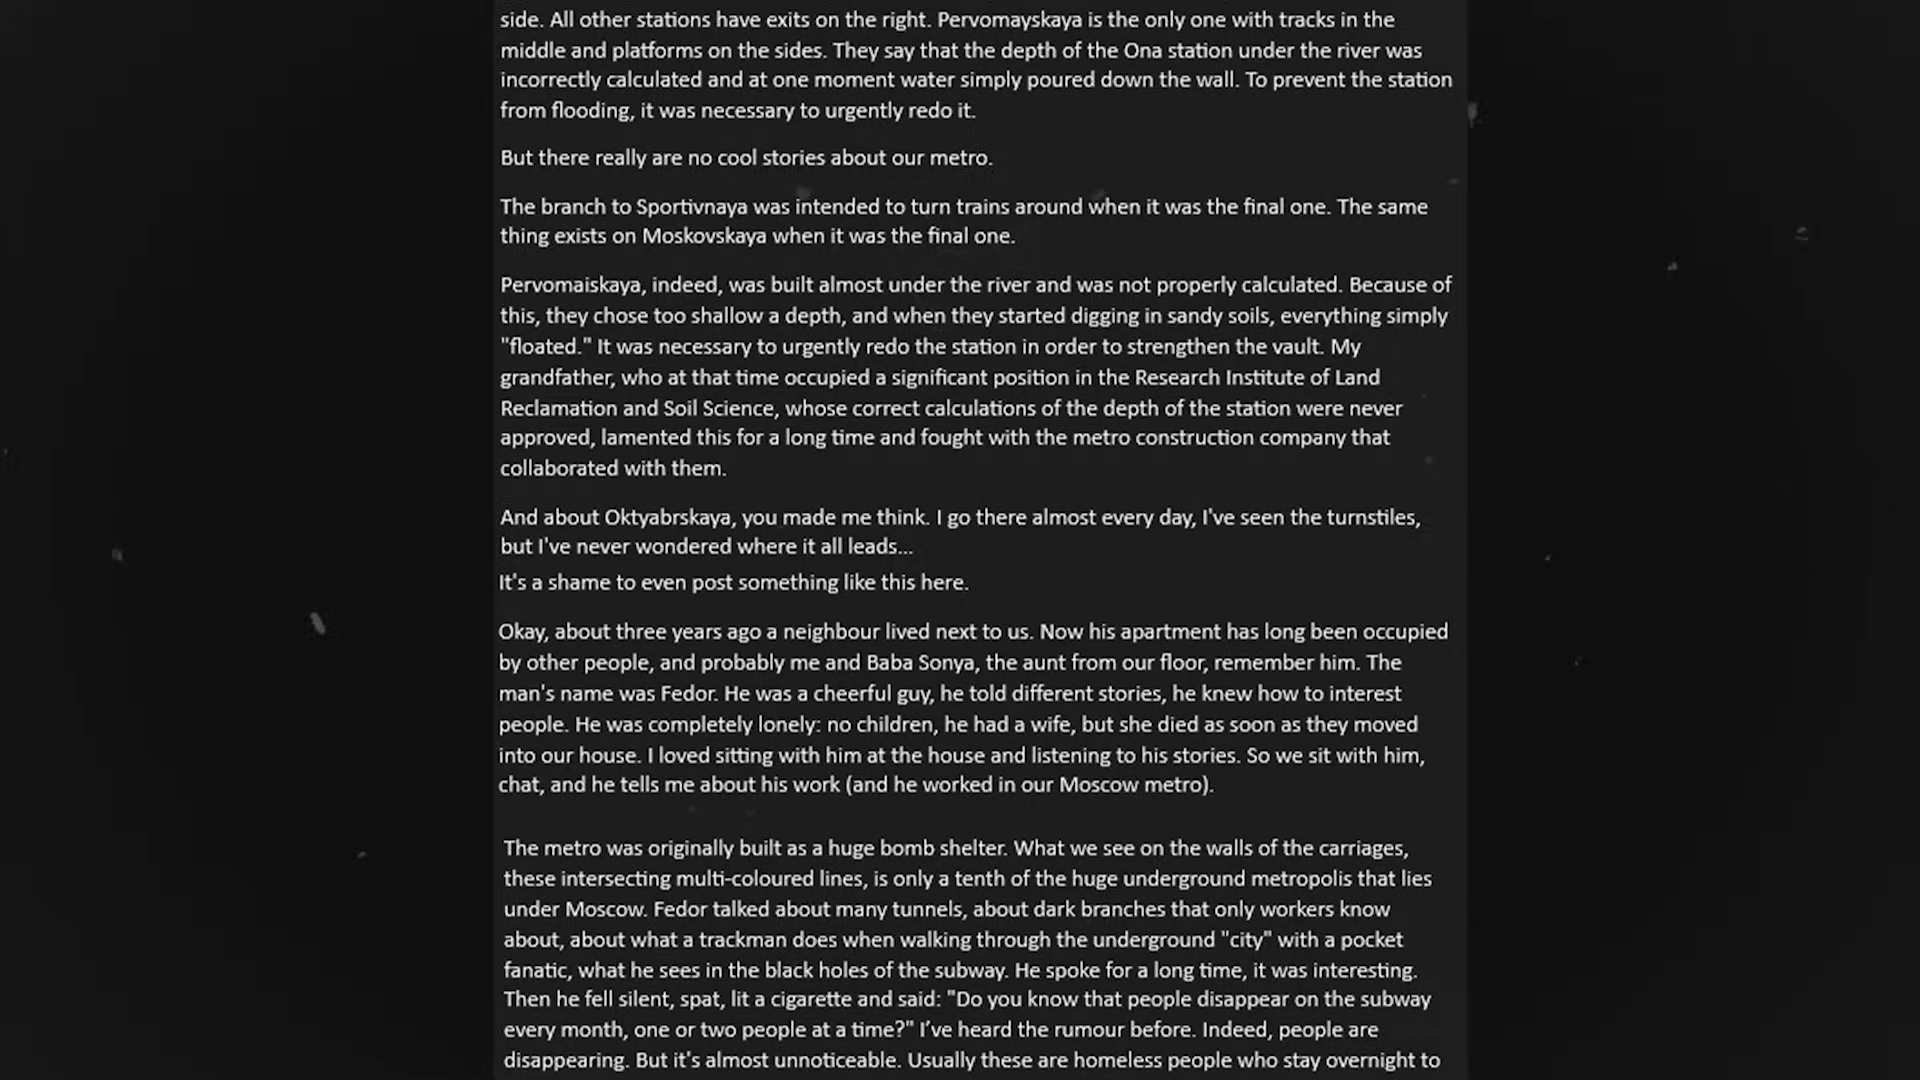 side. All other stations have exits on the right. Pervomayskaya is the only one with tracks in the
middle and platforms on the sides. They say that the depth of the Ona station under the river was
incorrectly calculated and at one moment water simply poured down the wall. To prevent the station
from flooding, it was necessary to urgently redo it.
But there really are no cool stories about our metro.
The branch to Sportivnaya was intended to turn trains around when it was the final one. The same
thing exists on Moskovskaya when it was the final one.
Pervomaiskaya, indeed, was built almost under the river and was not properly calculated. Because of
this, they chose too shallow a depth, and when they started digging in sandy soils, everything simply
"floated." It was necessary to urgently redo the station in order to strengthen the vault. My
grandfather, who at that time occupied a significant position in the Research Institute of Land
Reclamation and Soil Science, whose correct calculations of the depth of the station were never
approved, lamented this for a long time and fought with the metro construction company that
collaborated with them.
And about Oktyabrskaya, you made me think. I go there almost every day, I've seen the turnstiles,
but I've never wondered where it all leads...
It's a shame to even post something like this here.
Okay, about three years ago a neighbour lived next to us. Now his apartment has long been occupied
by other people, and probably me and Baba Sonya, the aunt from our floor, remember him. The
man's name was Fedor. He was a cheerful guy, he told different stories, he knew how to interest
people. He was completely lonely: no children, he had a wife, but she died as soon as they moved
into our house. I loved sitting with him at the house and listening to his stories. So we sit with him,
chat, and he tells me about his work (and he worked in our Moscow metro).
The metro was originally built as a huge bomb shelter. What we see on the walls of the carriages,
these intersecting multi-coloured lines, is only a tenth of the huge underground metropolis that lies
under Moscow. Fedor talked about many tunnels, about dark branches that only workers know
about, about what a trackman does when walking through the underground "city" with a pocket
fanatic, what he sees in the black holes of the subway. He spoke for a long time, it was interesting.
Then he fell silent, spat, lit a cigarette and said: "Do you know that people disappear on the subway
every month, one or two people at a time?" I've heard the rumour before. Indeed, people are
disappearing. But it's almost unnoticeable. Usually these are homeless people who stay overnight to